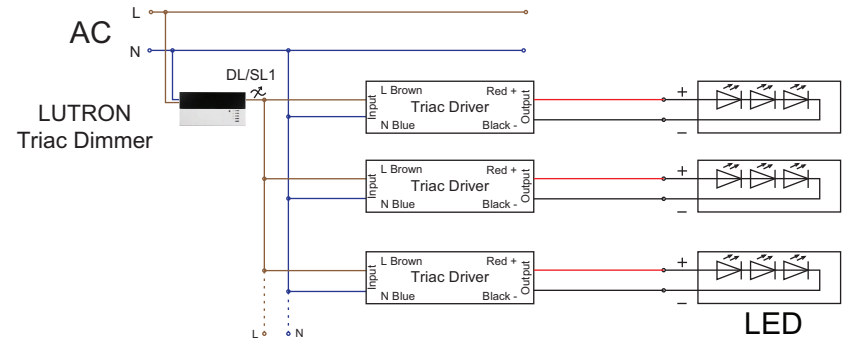 L
AC
N
DL/SL1
LUTRON
Triac Dimmer
L Brown
Red +
Input
Triac Driver
Output
N Blue
Black -
+
–
L Brown
Red +
Input
Triac Driver
Output
N Blue
Black -
+
–
L Brown
Red +
Input
Triac Driver
Output
N Blue
Black -
+
–
LED
L
N